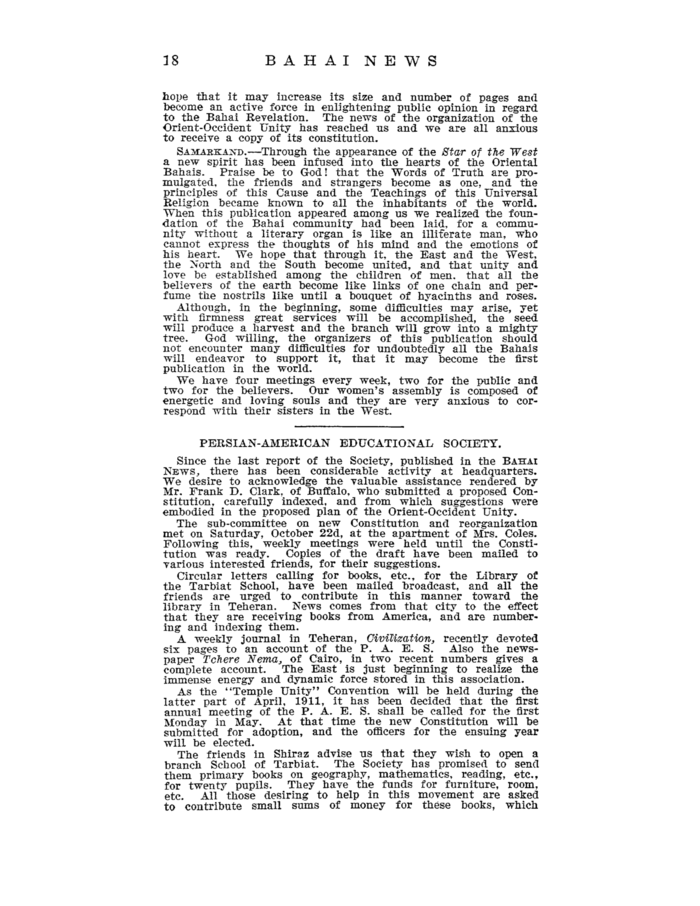 18 BAHAI NEWS
hope that it may increase its size and number of pages and
become an active force in enlightening public opinion in regard
to the Bahai Revelation. The news of the organization of the
Orient-Occident Unity has reached us and we are all anxious
to receive a copy of its constitution.
SAMARKAND.—Through the appearance of the Star of the West
a new spirit has been infused into the hearts of the Oriental
Bahais. Praise be to God! that the Words of Truth are pro-
mulgated, the friends and strangers become as one, and the
principles of this Cause and the Teachings of this Universal
Religion became known to all the inhabitants of the world.
When this publication appeared among us we realized the foun-
dation of the Bahai community had been laid, for a commu-
nity without a literary organ is like an illiterate man, who
cannot express the thoughts of his mind and the emotions of
his heart. We hope that through it, the East and the West,
the North and the South become united, and that unity and
love be established among the children of men, that all the
believers of the earth become like links of one chain and per-
fume the nostrils like until a bouquet of hyacinths and roses.
Although, in the beginning, some difficulties may arise, yet
with firmness great services will be accomplished, the seed
will produce a harvest and the branch will grow into a mighty
tree. God willing, the organizers of this publication should
not encounter many difficulties for undoubtedly all the Bahais
will endeavor to support it, that it may become the first
publication in the world.
We have four meetings every week, two for the public and
two for the believers. Our women's assembly is composed of
energetic and loving souls and they are very anxious to cor-
respond with their sisters in the West.
PERSIAN-AMERICAN EDUCATIONAL SOCIETY.
Since the last report of the Society, published in the BAHAI
NEWS, there has been considerable activity at headquarters.
We desire to acknowledge the valuable assistance rendered by
Mr. Frank D. Clark, of Buffalo, who submitted a proposed Con-
stitution, carefully indexed, and from which suggestions were
embodied in the proposed plan of the Orient-Occident Unity.
The sub-committee on new Constitution and reorganization
met on Saturday, October 22d, at the apartment of Mrs. Coles.
Following this, weekly meetings were held until the Consti-
tution was ready. Copies of the draft have been mailed to
various interested friends, for their suggestions.
Circular letters calling for books, etc., for the Library of
the Tarbiat School, have been mailed broadcast, and all the
friends are urged to contribute in this manner toward the
library in Teheran. News comes from that city to the effect
that they are receiving books from America, and are number-
ing and indexing them.
A weekly journal in Teheran, Civilization, recently devoted
six pages to an account of the P. A. E. S. Also the news-
paper Tchere Nema, of Cairo, in two recent numbers gives a
complete account. The East is just beginning to realize the
immense energy and dynamic force stored in this association.
As the "Temple Unity" Convention will be held during the
latter part of April, 1911, it has been decided that the first
annual meeting of the P. A. E. S. shall be called for the first
Monday in May. At that time the new Constitution will be
submitted for adoption, and the officers for the ensuing year
will be elected.
The friends in Shiraz advise us that they wish to open a
branch School of Tarbiat. The Society has promised to send
them primary books on geography, mathematics, reading, etc.,
for twenty pupils. They have the funds for furniture, room,
etc. All those desiring to help in this movement are asked
to contribute small sums of money for these books, which